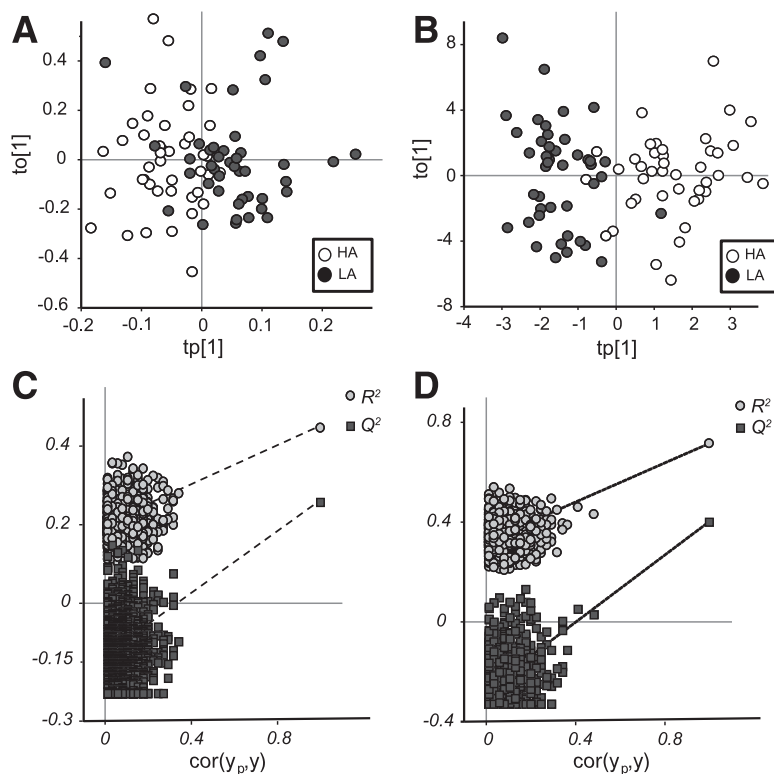 A
to[1]
0.4
0.2
0
-0.2
-0.4
-0.6
-0.2
-0.1
0
0.1
0.2
tp[1]
HA
LA
B
to[1]
8
4
0
-4
-8
-4
-3
-2
-1
0
1
2
3
tp[1]
HA
LA
C
R²
Q²
0.4
0.2
0
-0.15
-0.3
0
0.4
0.8
cor(yₚ,y)
D
R²
Q²
0.8
0.4
0
-0.4
0
0.4
0.8
cor(yₚ,y)